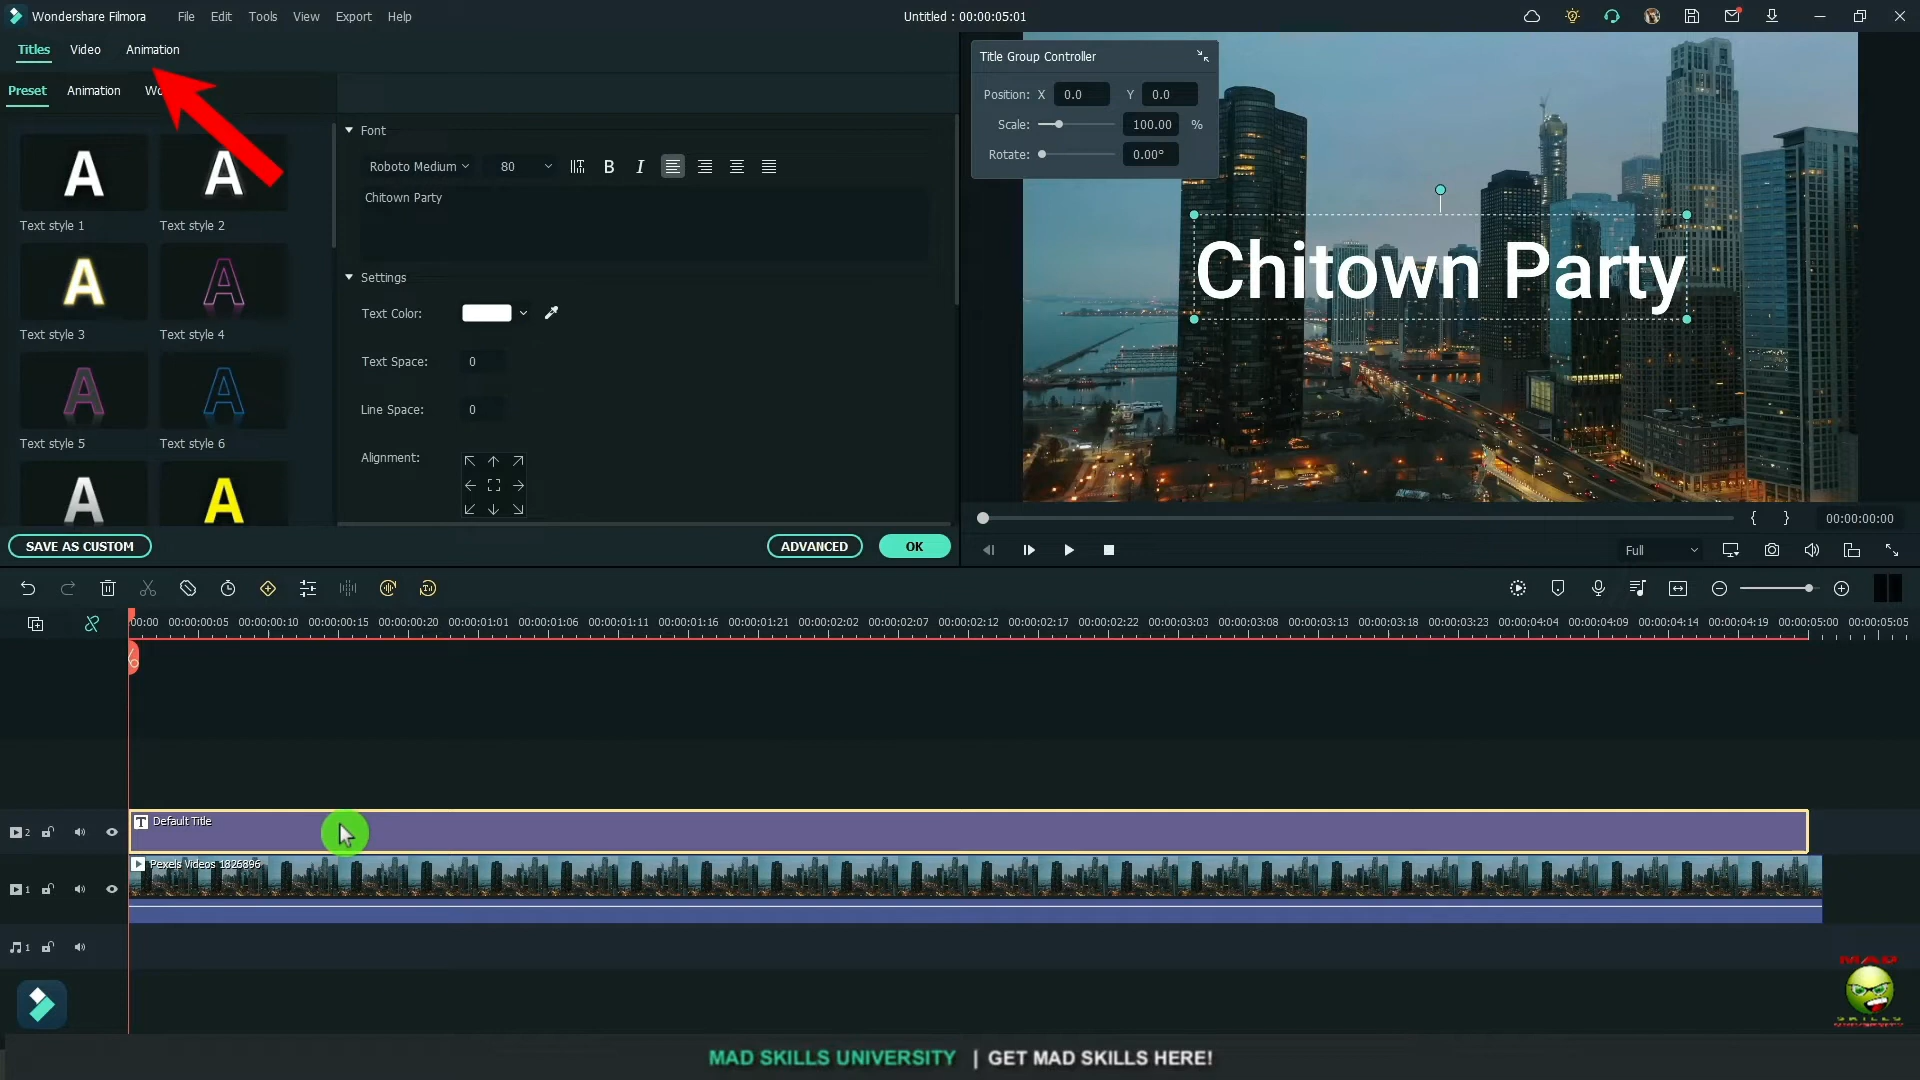 Wondershare Filmora File Edit Tools View Export Help Untitled : 00:00:05:01
Titles Video Animation
Title Group Controller
Preset Animation
Position: X 0.0 Y 0.0
Scale: 100.00 %
Rotate: 0.00°
Font
Roboto Medium 80 B I
Chitown Party
A A
Text style 1 Text style 2
A A
Text style 3 Text style 4
A A
Text style 5 Text style 6
A A
Settings
Text Color:
Text Space: 0
Line Space: 0
Alignment:
Chitown Party
SAVE AS CUSTOM ADVANCED OK
{ } 00:00:00:00
Full
00:00 00:00:00:05 00:00:00:10 00:00:00:15 00:00:00:20 00:00:01:01 00:00:01:06 00:00:01:11 00:00:01:16 00:00:01:21 00:00:02:02 00:00:02:07 00:00:02:12 00:00:02:17 00:00:02:22 00:00:03:03 00:00:03:08 00:00:03:13 00:00:03:18 00:00:03:23 00:00:04:04 00:00:04:09 00:00:04:14 00:00:04:19 00:00:05:00 00:00:05:05
T Default Title
2
Pexels Videos 1826896
1
1
MAD SKILLS UNIVERSITY | GET MAD SKILLS HERE!